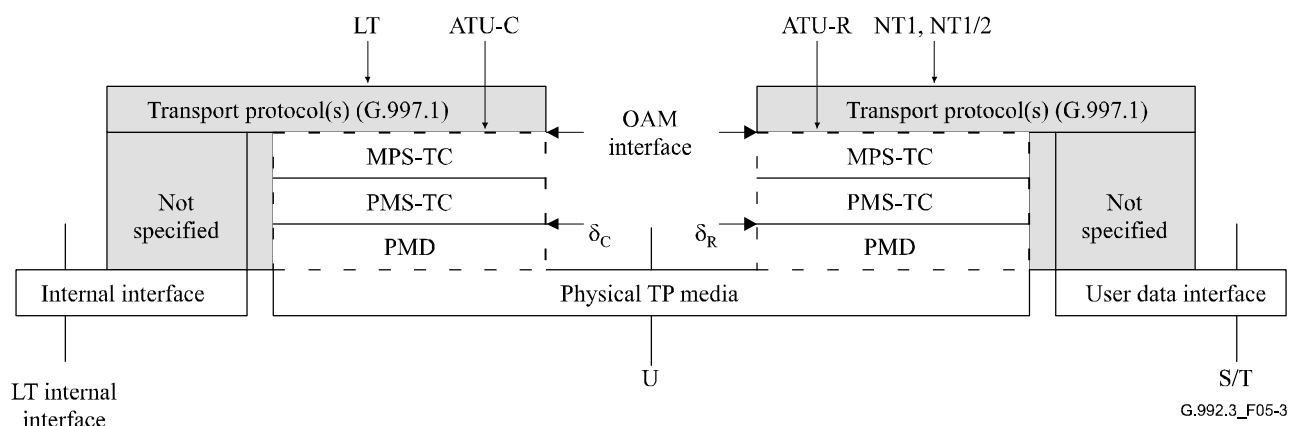 LT ATU-C ATU-R NT1, NT1/2
Transport protocol(s) (G.997.1) OAM Transport protocol(s) (G.997.1)
interface
MPS-TC MPS-TC
Not PMS-TC PMS-TC Not
specified specified
δC δR
PMD PMD
Internal interface Physical TP media User data interface
LT internal U S/T
interface
G.992.3_F05-3